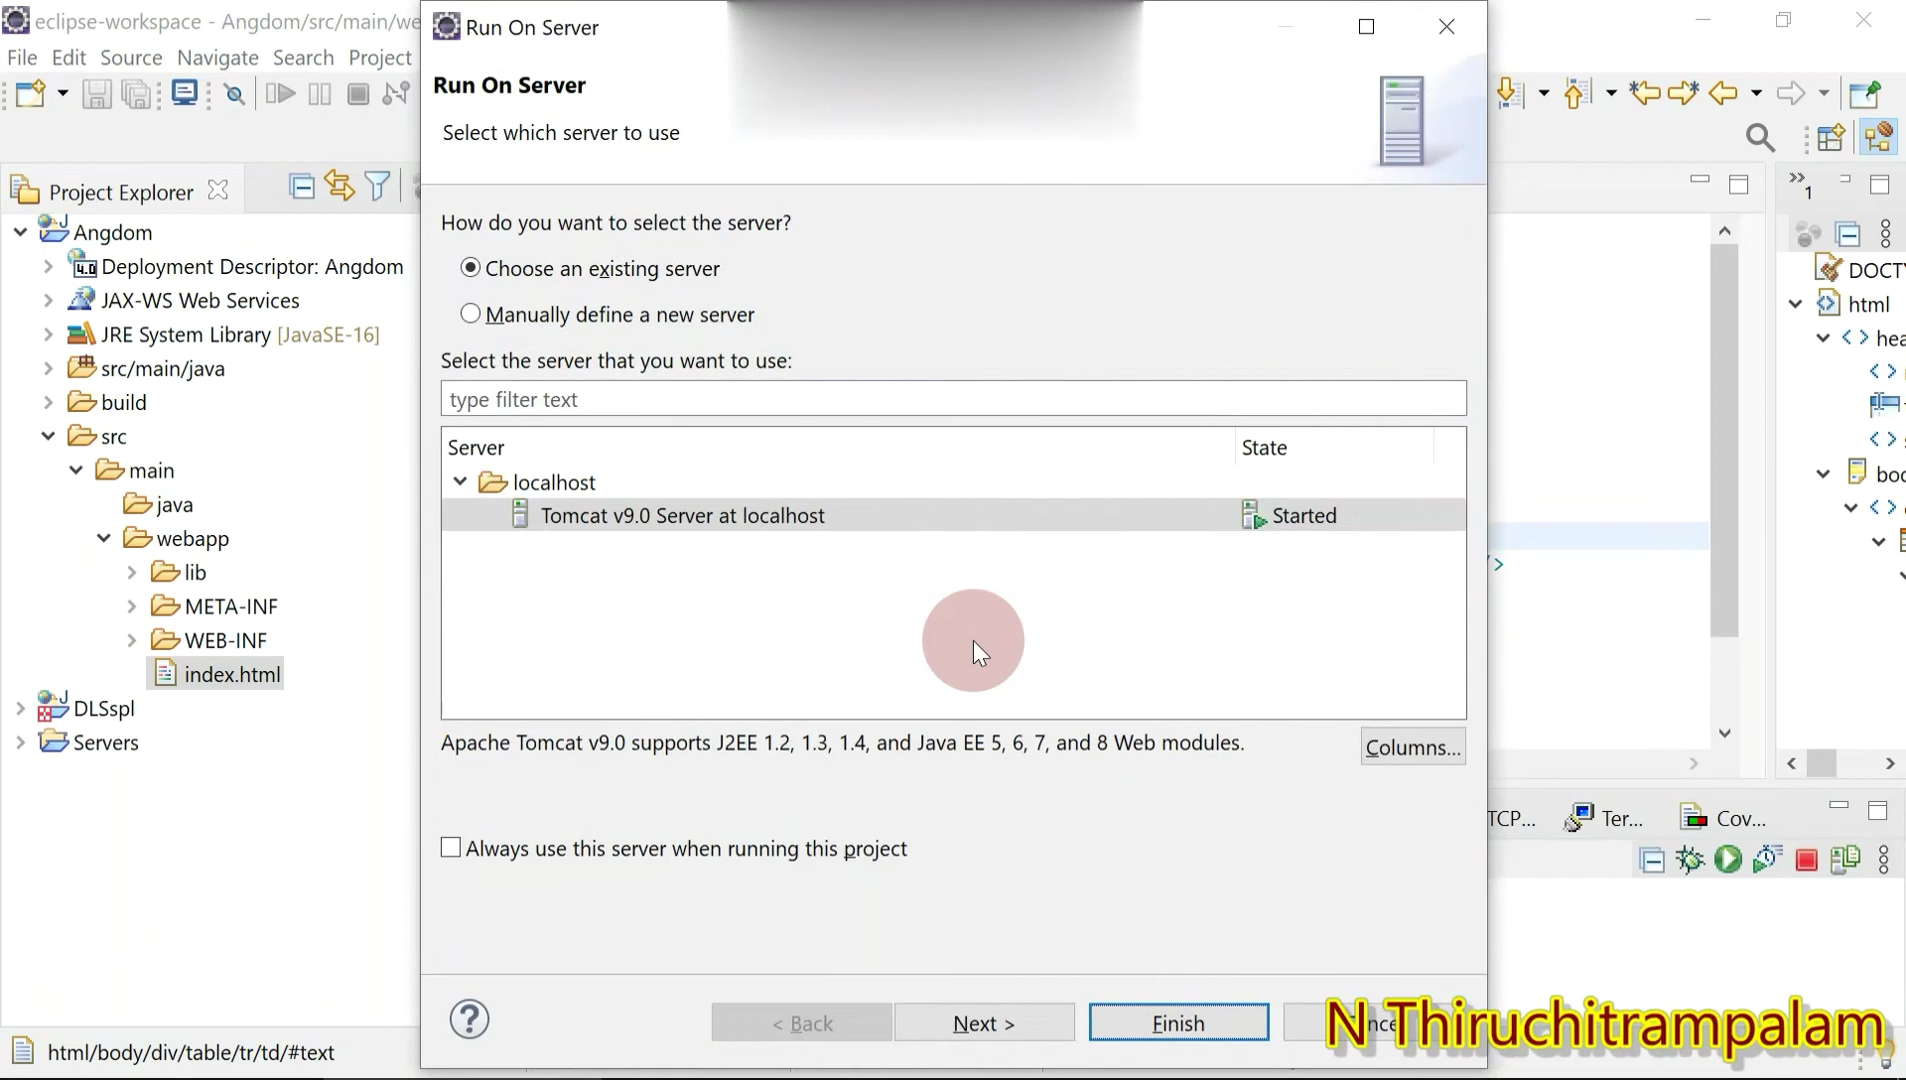 eclipse-workspace - Angdom/src/main/we
Run On Server
File Edit Source Navigate Search Project
Run On Server
Select which server to use
Project Explorer
1
Angdom
Deployment Descriptor: Angdom
4.0
JAX-WS Web Services
JRE System Library [JavaSE-16]
src/main/java
build
src
main
java
webapp
lib
META-INF
WEB-INF
index.html
DLSspl
Servers
How do you want to select the server?
Choose an existing server
Manually define a new server
Select the server that you want to use:
type filter text
Server State
localhost
Tomcat v9.0 Server at localhost Started
Apache Tomcat v9.0 supports J2EE 1.2, 1.3, 1.4, and Java EE 5, 6, 7, and 8 Web modules.
Columns...
Always use this server when running this project
< Back Next > Finish
DOCTY
html
hea
bod
/>
TCP... Ter... Cov...
html/body/div/table/tr/td/#text
N Thiruchitrampalam